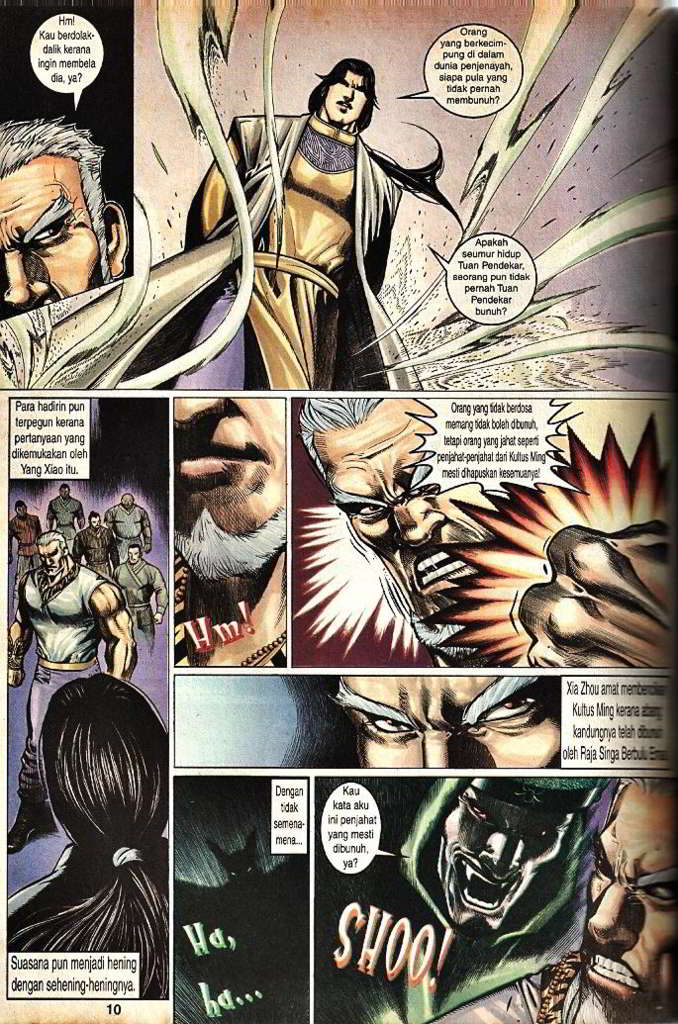 Hm!
Kau berdolak-
dalik kerana
ingin membela
dia, ya?
Orang
yang berkecim-
pung di dalam
dunia penjenayah,
siapa pula yang
tidak pernah
membunuh?
Apakah
seumur hidup
Tuan Pendekar,
seorang pun tidak
pernah Tuan
Pendekar
bunuh?
Para hadirin pun
terpegun kerana
pertanyaan yang
dikemukakan oleh
Yang Xiao itu.
Suasana pun menjadi hening
dengan sehening-heningnya.
Hm!
Orang yang tidak berdosa
memang tidak boleh dibunuh,
tetapi orang yang jahat seperti
penjahat-penjahat dari Kultus Ming
mesti dihapuskan kesemuanya!
Xia Zhou amat
Kultus Ming kerana
kandungnya telah dibunuh
oleh Raja Singa Berbulu
Dengan
tidak
semena-
mena...
Ha,
ha...
Kau
kata aku
ini penjahat
yang mesti
dibunuh,
ya?
SHOO!
10